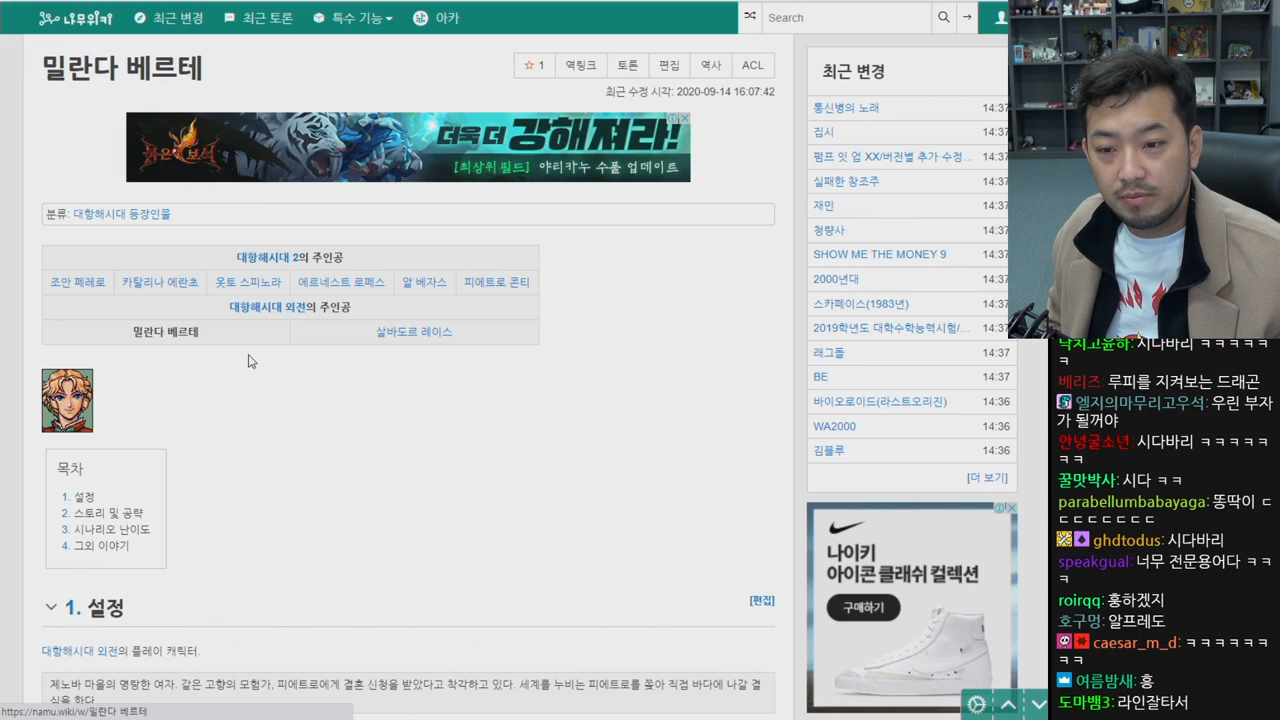 나무위키
최근 변경
최근 토론
특수 기능
아카
Search
밀란다 베르테
☆ 1
역링크
토론
편집
역사
ACL
최근 수정 시각: 2020-09-14 16:07:42
붉은보석
더욱 더 강해져라!
[최상위 필드] 야리카누 수풀 업데이트
분류: 대항해시대 등장인물
대항해시대 2의 주인공
조안 페레로
카탈리나 에란초
옷토 스피노라
에르네스트 로페스
알 베자스
피에트로 콘티
대항해시대 외전의 주인공
밀란다 베르테
살바도르 레이스
목차
1. 설정
2. 스토리 및 공략
3. 시나리오 난이도
4. 그외 이야기
1. 설정
[편집]
대항해시대 외전의 플레이 캐릭터.
제노바 마을의 명랑한 여자. 같은 고향의 모험가, 피에트로에게 결혼 신청을 받았다고 착각하고 있다. 세계를 누비는 피에트로를 쫓아 직접 바다에 나갈 결
심을 한다
https://namu.wiki/w/밀란다 베르테
최근 변경
통신병의 노래 14:37
집시 14:37
펌프 잇 업 XX/버전별 추가·수정… 14:37
실패한 창조주 14:37
재민 14:37
청량사 14:37
SHOW ME THE MONEY 9 14:37
2000년대 14:37
스카페이스(1983년) 14:37
2019학년도 대학수학능력시험/… 14:37
래그돌 14:37
BE 14:37
바이오로이드(라스트오리진) 14:36
WA2000 14:36
김블루 14:36
[더 보기]
나이키
아이콘 클래쉬 컬렉션
구매하기
낙지고윤하: 시다바리 ㅋㅋㅋㅋㅋ
ㅋ
베리즈: 루피를 지켜보는 드래곤
엘지의마무리고우석: 우린 부자
가 될꺼야
안녕굴소년 시다바리 ㅋㅋㅋㅋㅋ
ㅋㅋ
꿀맛박사: 시다 ㅋㅋ
parabellumbabayaga: 똥딱이 ㄷ
ㄷㄷㄷㄷㄷㄷㄷ
ghdtodus: 시다바리
speakgual: 너무 전문용어다 ㅋㅋ
ㅋ
roirqq: 홍하겠지
호구멍: 알프레도
caesar_m_d: ㅋㅋㅋㅋㅋㅋ
ㅋㅋ
여름밤새: 홍
도마뱀3: 라인잘타서